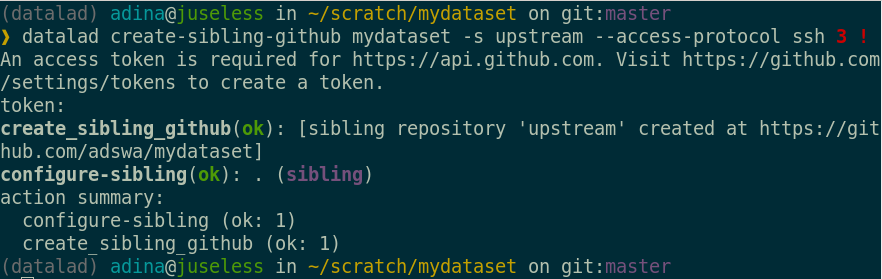 (datalad) adina@juseless in ~/scratch/mydataset on git:master
❱ datalad create-sibling-github mydataset -s upstream --access-protocol ssh 3 !
An access token is required for https://api.github.com. Visit https://github.com
/settings/tokens to create a token.
token:
create_sibling_github(ok): [sibling repository 'upstream' created at https://git
hub.com/adswa/mydataset]
configure-sibling(ok): . (sibling)
action summary:
  configure-sibling (ok: 1)
  create_sibling_github (ok: 1)
(datalad) adina@juseless in ~/scratch/mydataset on git:master